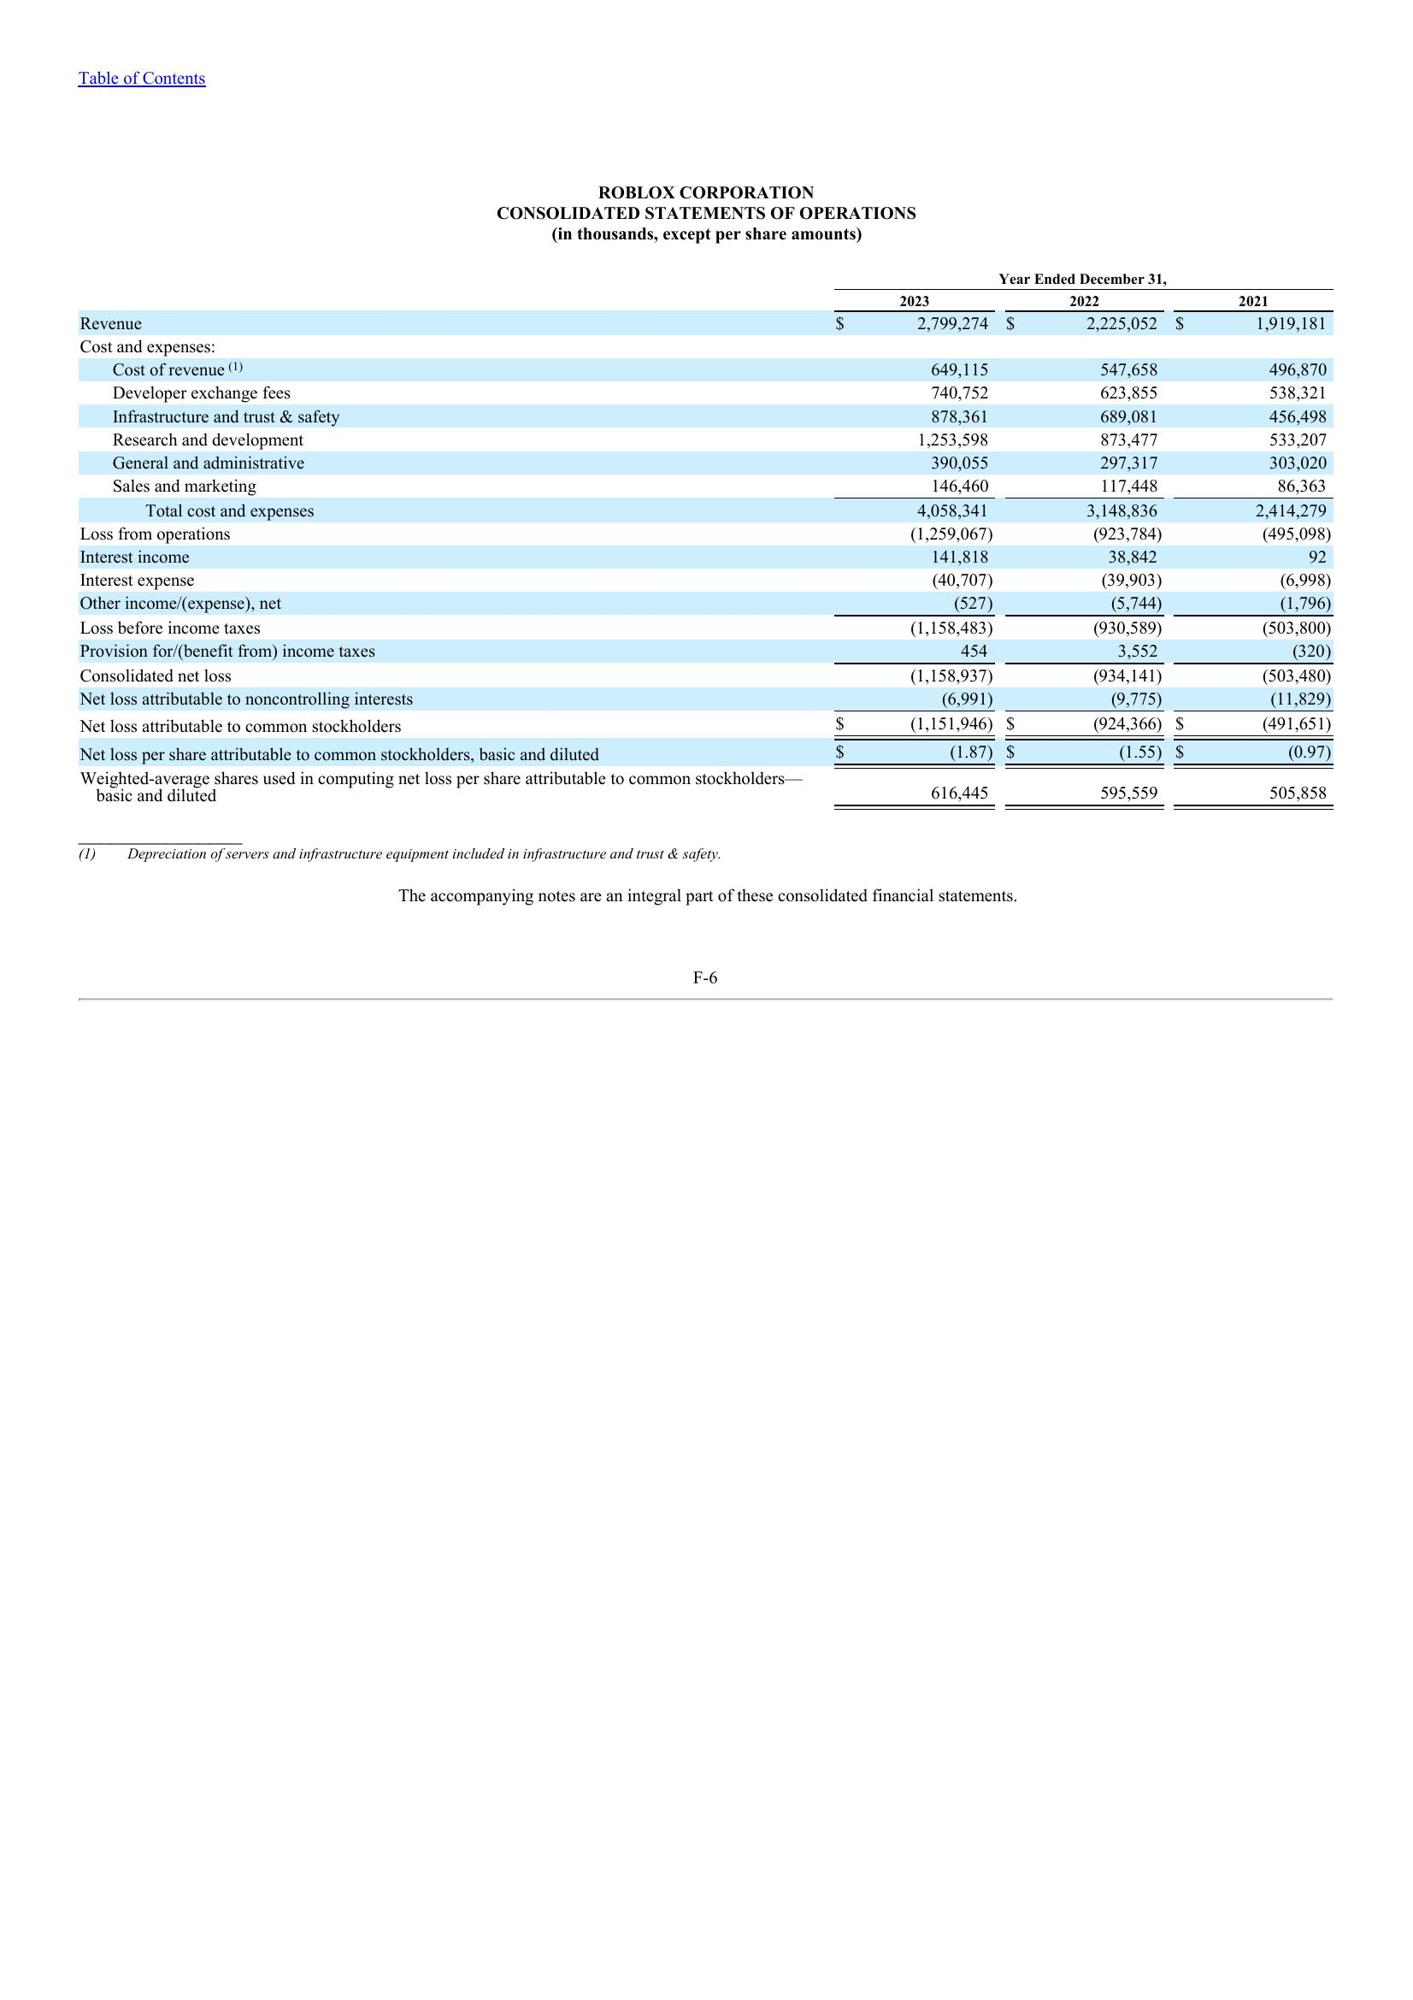 Table of Contents
ROBLOX CORPORATION
CONSOLIDATED STATEMENTS OF OPERATIONS
(in thousands, except per share amounts)
Year Ended December 31,
2023 2022 2021
Revenue $ 2,799,274 $ 2,225,052 $ 1,919,181
Cost and expenses:
Cost of revenue (1) 649,115 547,658 496,870
Developer exchange fees 740,752 623,855 538,321
Infrastructure and trust & safety 878,361 689,081 456,498
Research and development 1,253,598 873,477 533,207
General and administrative 390,055 297,317 303,020
Sales and marketing 146,460 117,448 86,363
Total cost and expenses 4,058,341 3,148,836 2,414,279
Loss from operations (1,259,067) (923,784) (495,098)
Interest income 141,818 38,842 92
Interest expense (40,707) (39,903) (6,998)
Other income/(expense), net (527) (5,744) (1,796)
Loss before income taxes (1,158,483) (930,589) (503,800)
Provision for/(benefit from) income taxes 454 3,552 (320)
Consolidated net loss (1,158,937) (934,141) (503,480)
Net loss attributable to noncontrolling interests (6,991) (9,775) (11,829)
Net loss attributable to common stockholders $ (1,151,946) $ (924,366) $ (491,651)
Net loss per share attributable to common stockholders, basic and diluted $ (1.87) $ (1.55) $ (0.97)
Weighted-average shares used in computing net loss per share attributable to common stockholders—
basic and diluted 616,445 595,559 505,858
(1) Depreciation of servers and infrastructure equipment included in infrastructure and trust & safety.
The accompanying notes are an integral part of these consolidated financial statements.
F-6